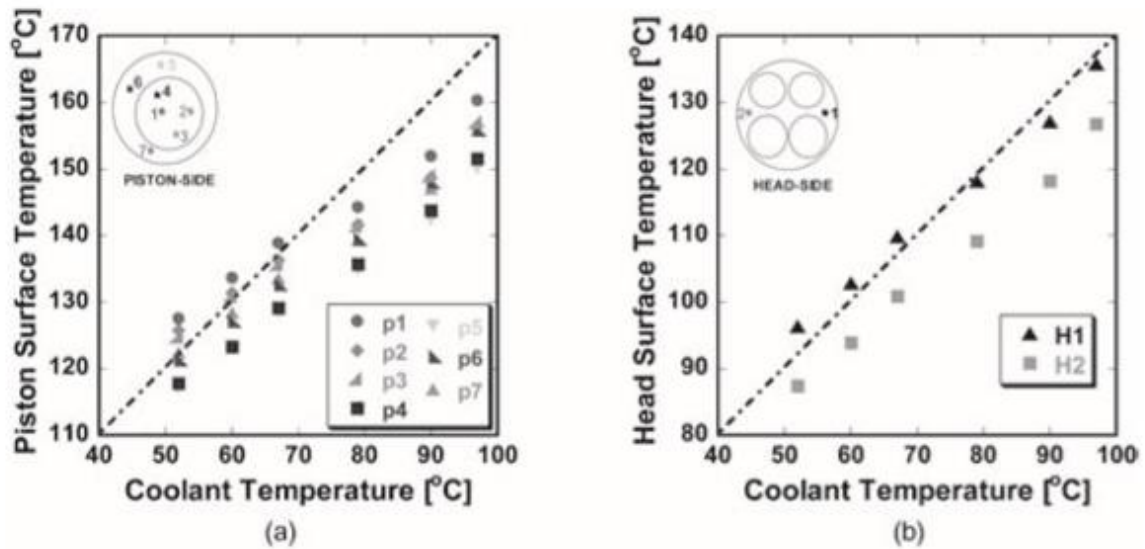 Piston Surface Temperature [°C]
170
160
150
140
130
120
110
6
5
4
1
2
3
7
PISTON-SIDE
p1
p2
p3
p4
p5
p6
p7
40 50 60 70 80 90 100
Coolant Temperature [°C]
(a)
Head Surface Temperature [°C]
140
130
120
110
100
90
80
2
1
HEAD-SIDE
H1
H2
40 50 60 70 80 90 100
Coolant Temperature [°C]
(b)